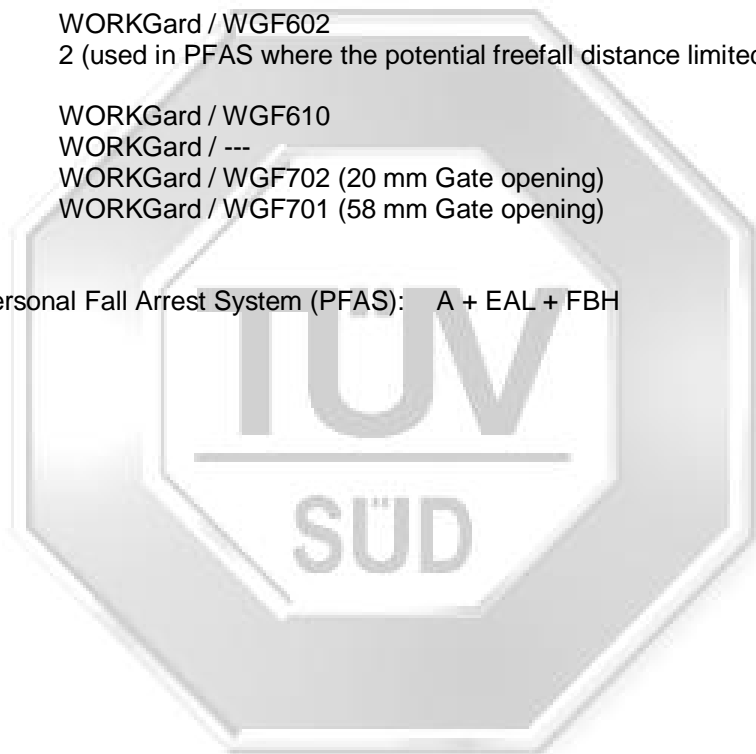 WORKGard / WGF602
2 (used in PFAS where the potential freefall distance limited
WORKGard / WGF610
WORKGard / ---
WORKGard / WGF702 (20 mm Gate opening)
WORKGard / WGF701 (58 mm Gate opening)
ersonal Fall Arrest System (PFAS): A + EAL + FBH
TÜV
SÜD